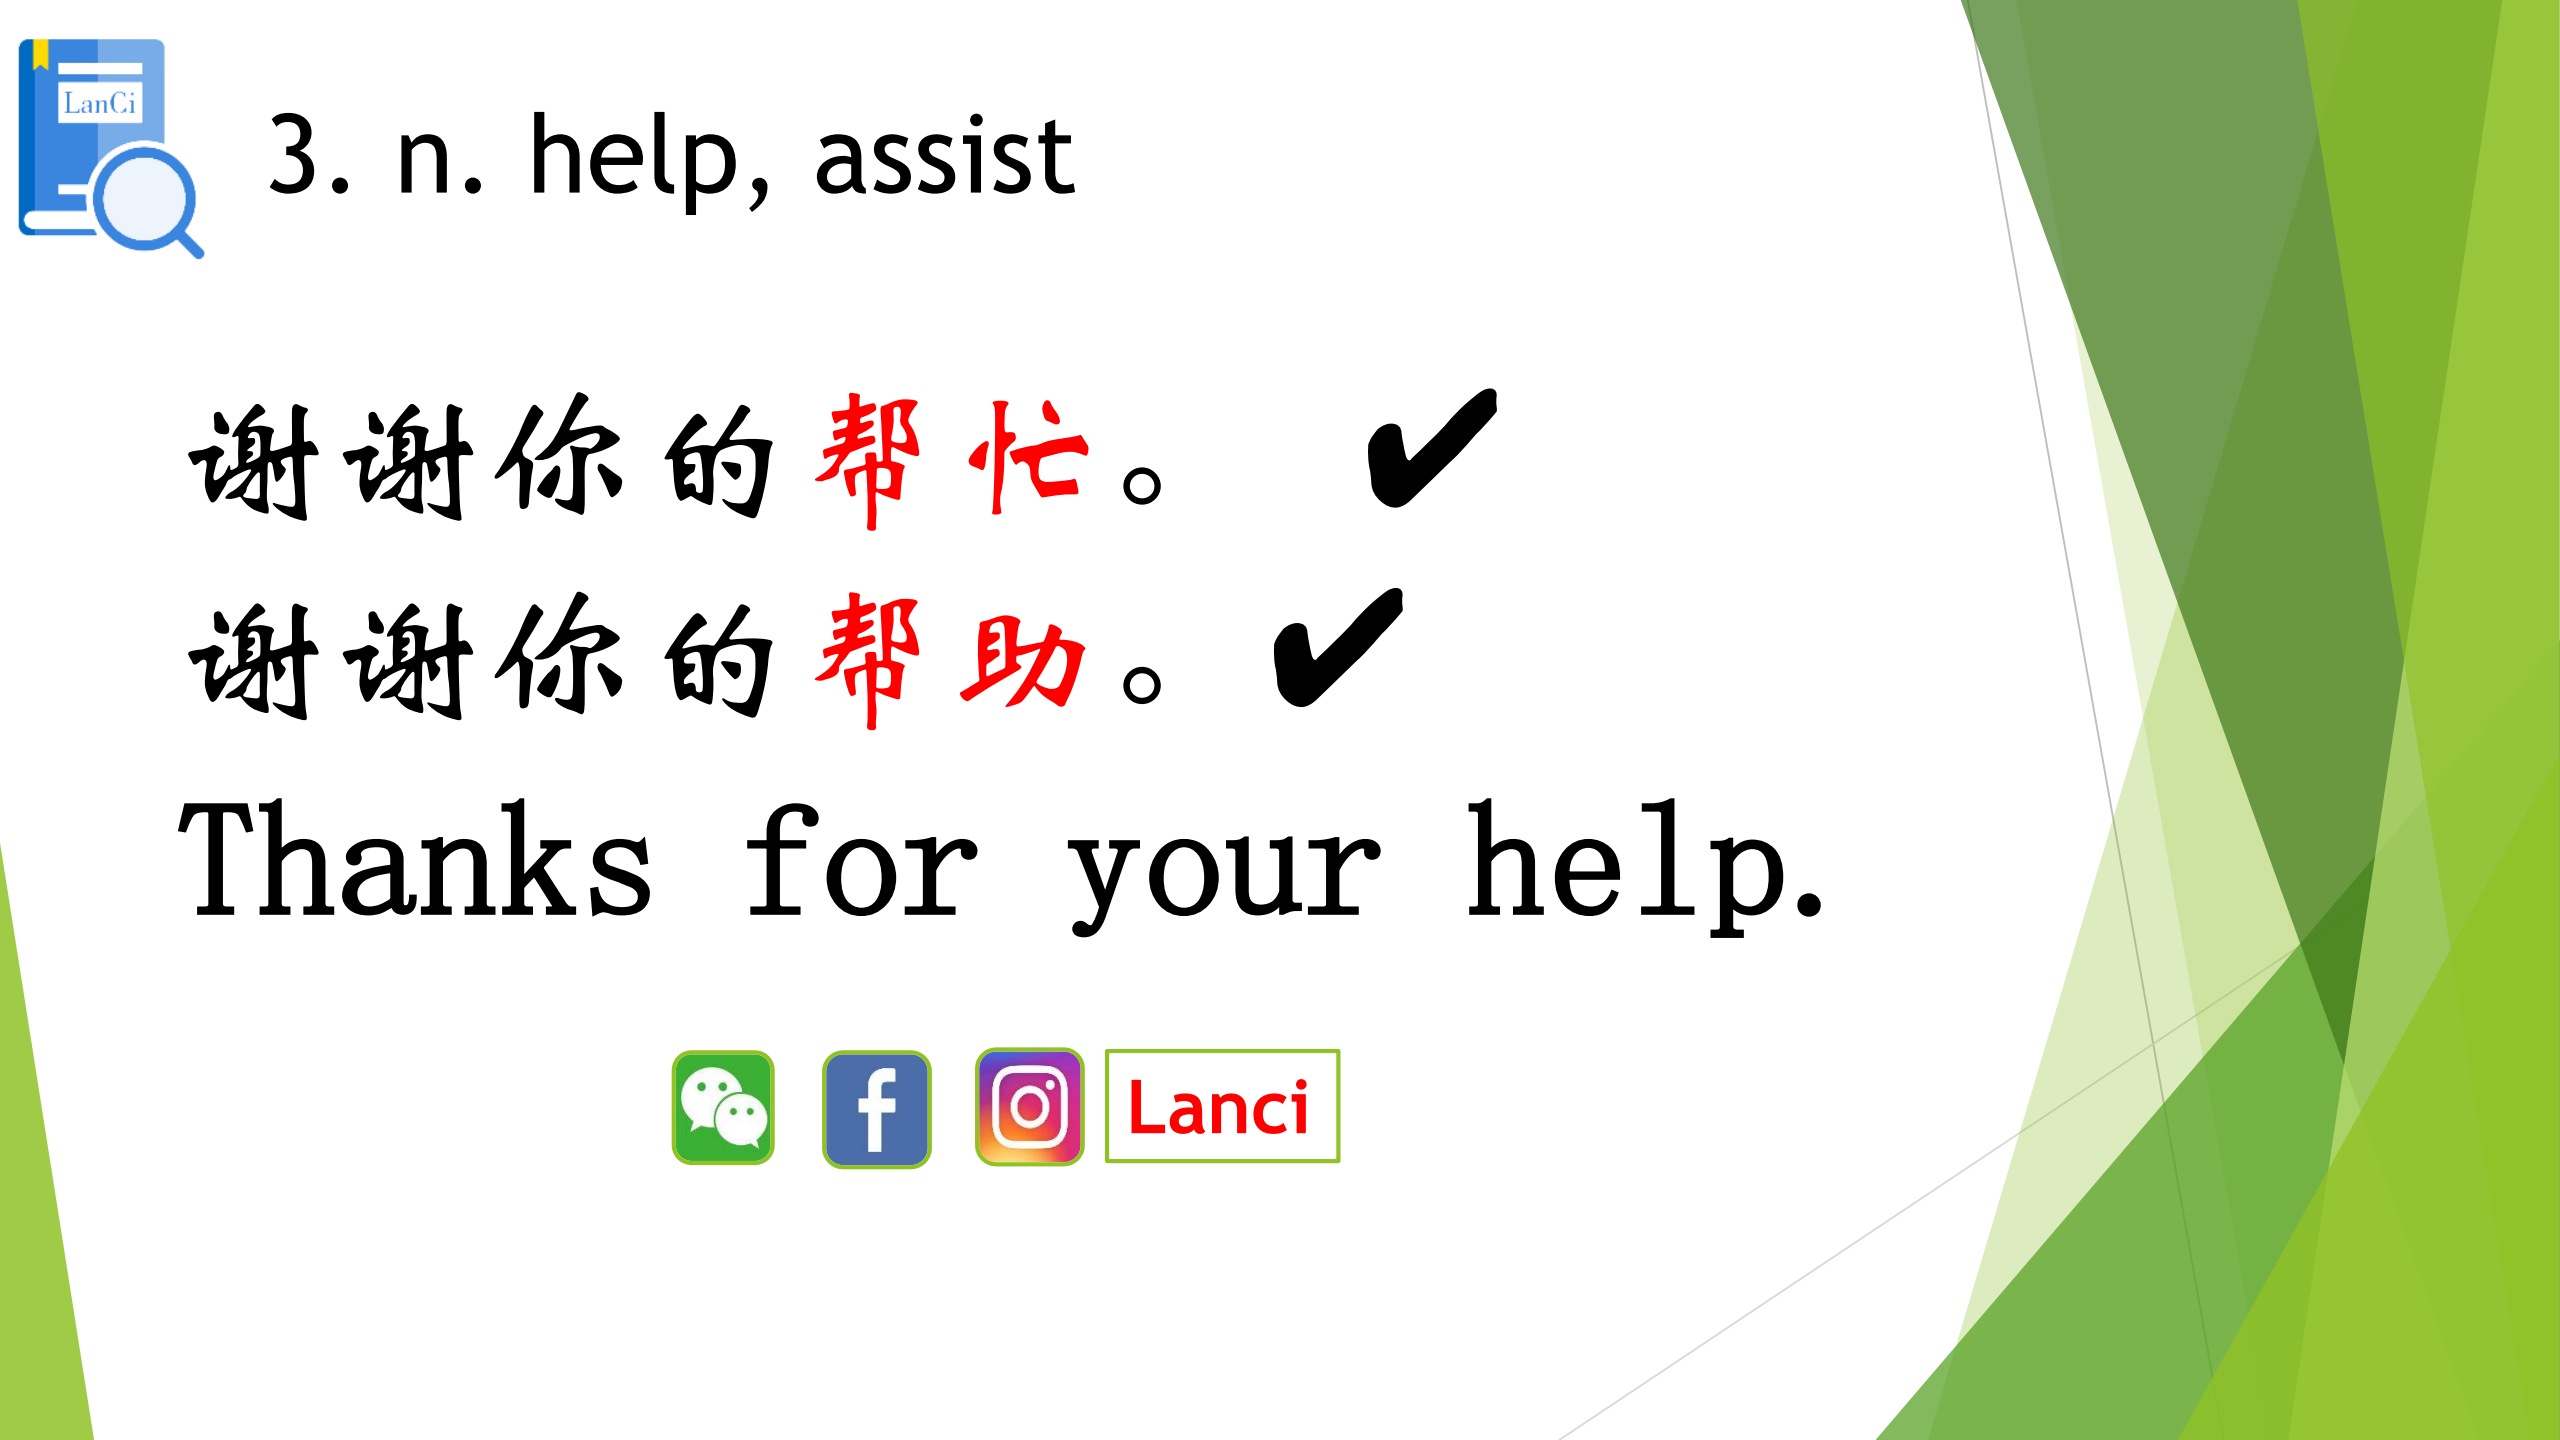 LanCi
3. n. help, assist
谢谢你的帮忙。 ✔
谢谢你的帮助。 ✔
Thanks for your help.
Lanci